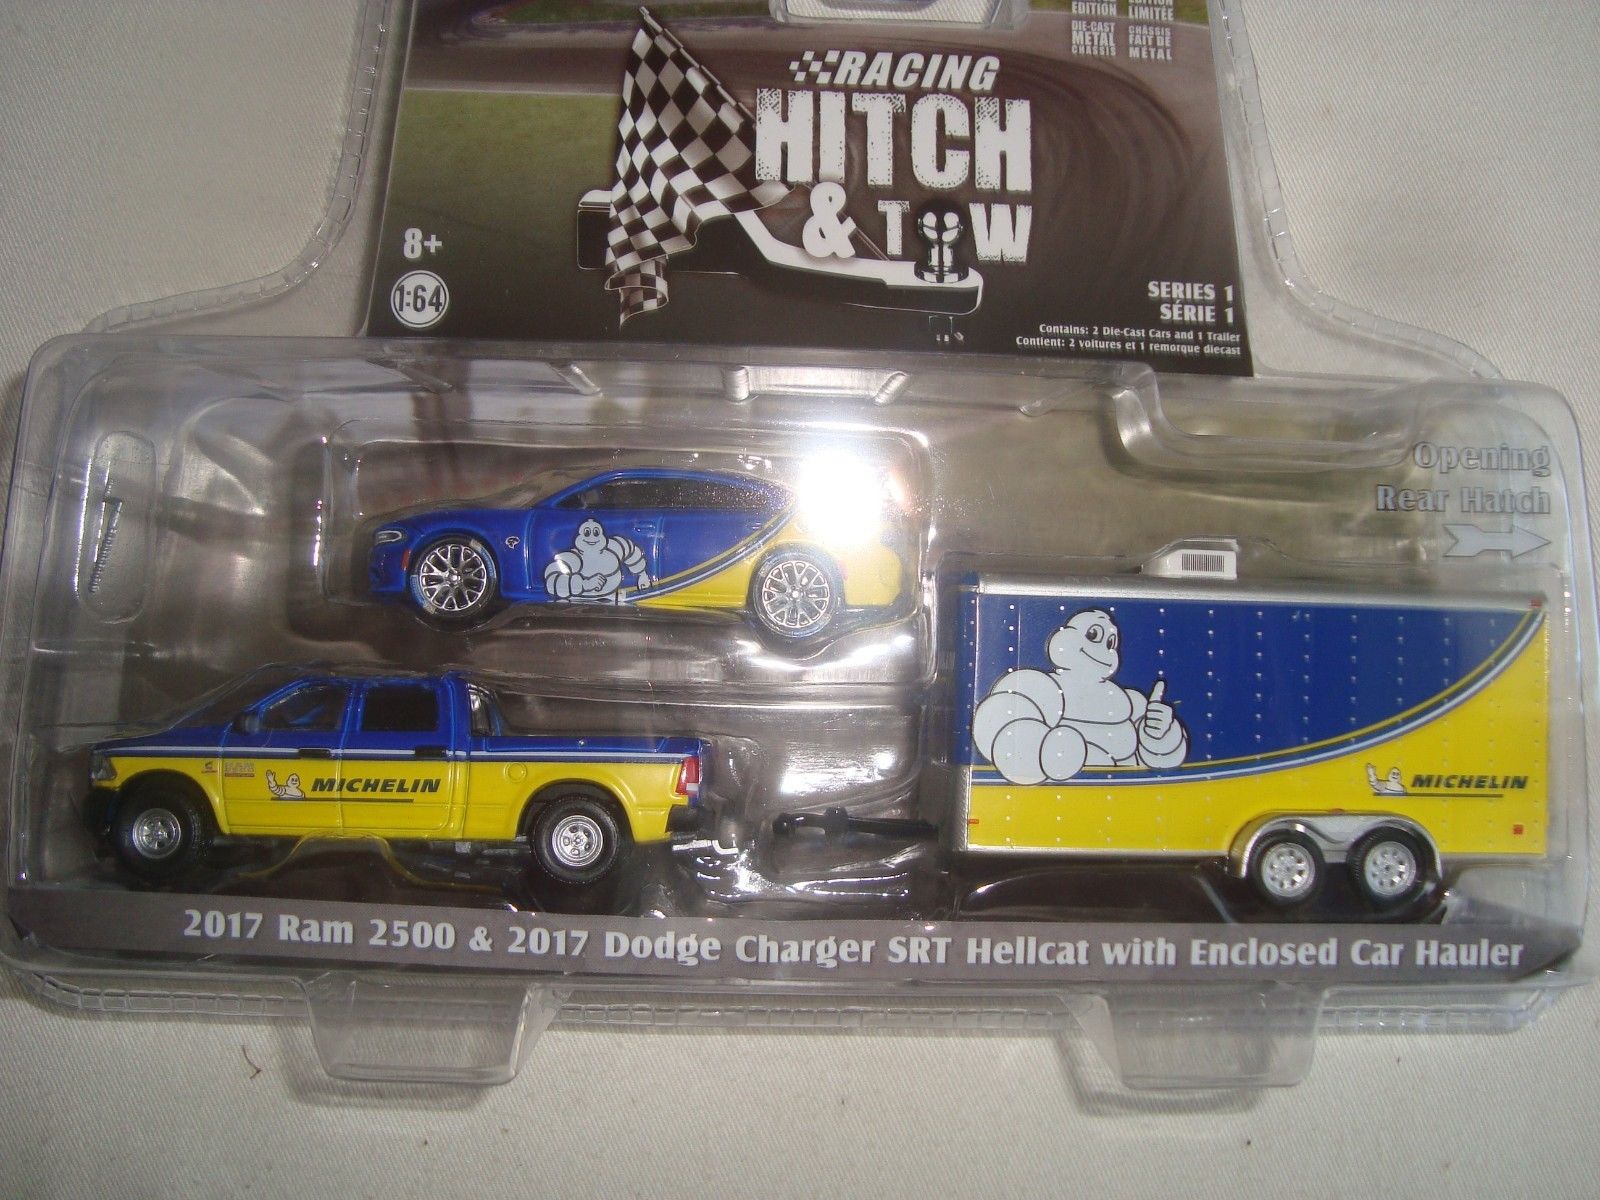 EDITION
DIE-CAST
METAL
CHASSIS
ÉDITION
LIMITÉE
CHÂSSIS
FAIT DE
MÉTAL
RACING
HITCH
& TOW
8+
1:64
SERIES 1
SÉRIE 1
Contains: 2 Die-Cast Cars and 1 Trailer
Contient: 2 voitures et 1 remorque diecast
Opening
Rear Hatch
MICHELIN
MICHELIN
2017 Ram 2500 & 2017 Dodge Charger SRT Hellcat with Enclosed Car Hauler